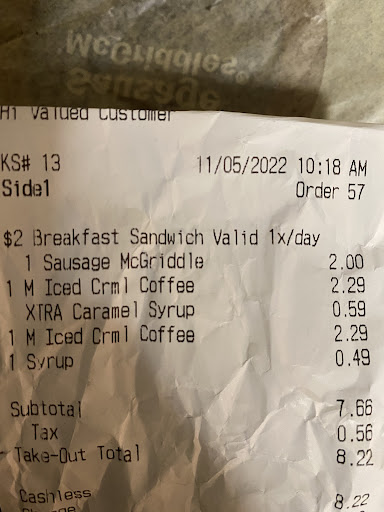 McGriddles
Sausage
Hi Valued Customer
KS# 13 11/05/2022 10:18 AM
Side1 Order 57
$2 Breakfast Sandwich Valid 1x/day
1 Sausage McGriddle 2.00
1 M Iced Crml Coffee 2.29
XTRA Caramel Syrup 0.59
1 M Iced Crml Coffee 2.29
1 Syrup 0.49
Subtotal 7.66
Tax 0.56
Take-Out Total 8.22
Cashless 8.22
Change